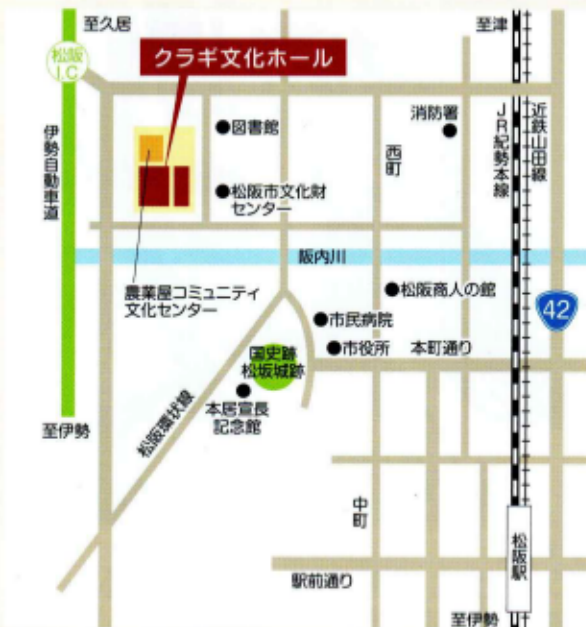 至久居
至津
松阪
I.C
クラギ文化ホール
42
図書館
消防署
伊勢自動車道
西町
JR紀勢本線
近鉄山田線
松阪市文化財
センター
阪内川
農業屋コミュニティ
文化センター
松阪商人の館
市民病院
市役所
本町通り
国史跡
松坂城跡
本居宣長
記念館
松阪環状線
至伊勢
中町
松阪駅
駅前通り
至伊勢